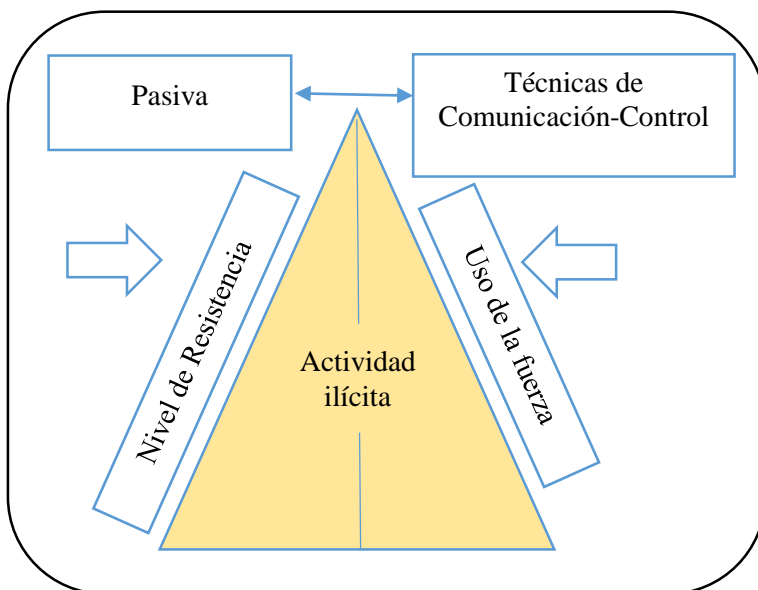 Pasiva
Técnicas de
Comunicación-Control
Nivel de Resistencia
Uso de la fuerza
Actividad
ilícita